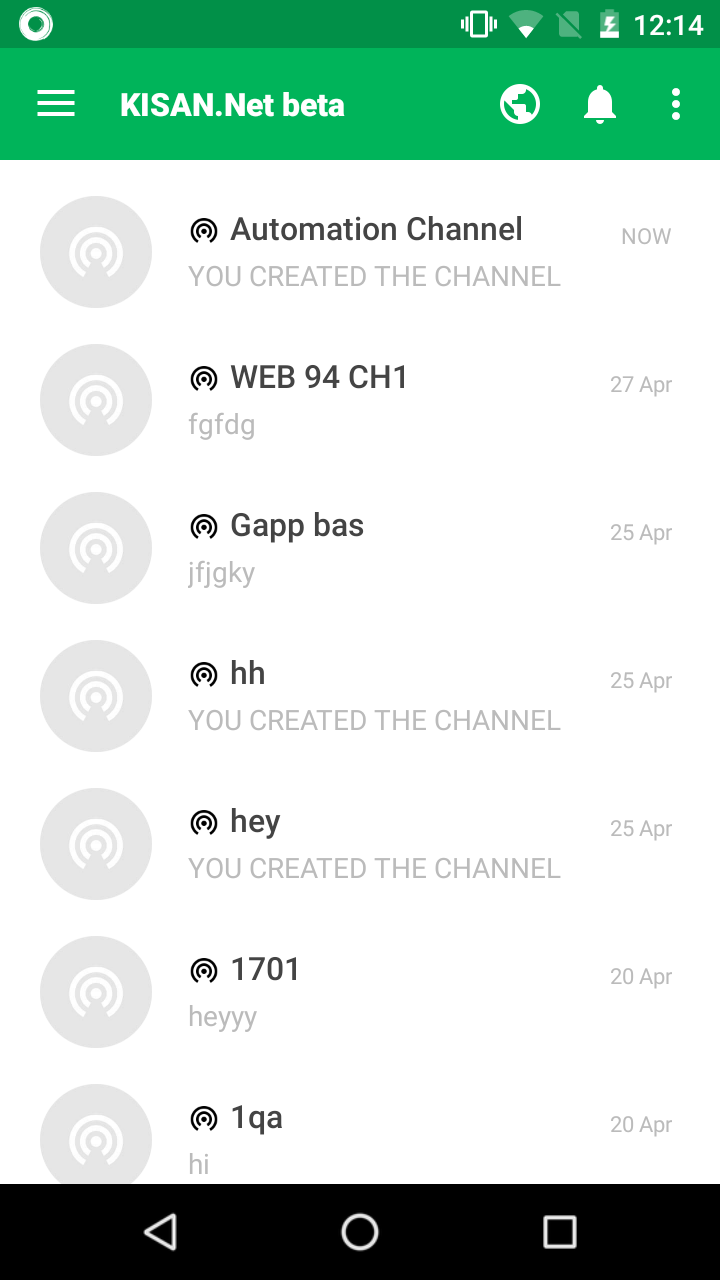 12:14
KISAN.Net beta
Automation Channel
NOW
YOU CREATED THE CHANNEL
WEB 94 CH1
27 Apr
fgfdg
Gapp bas
25 Apr
jfjgky
hh
25 Apr
YOU CREATED THE CHANNEL
hey
25 Apr
YOU CREATED THE CHANNEL
1701
20 Apr
heyyy
1qa
20 Apr
hi